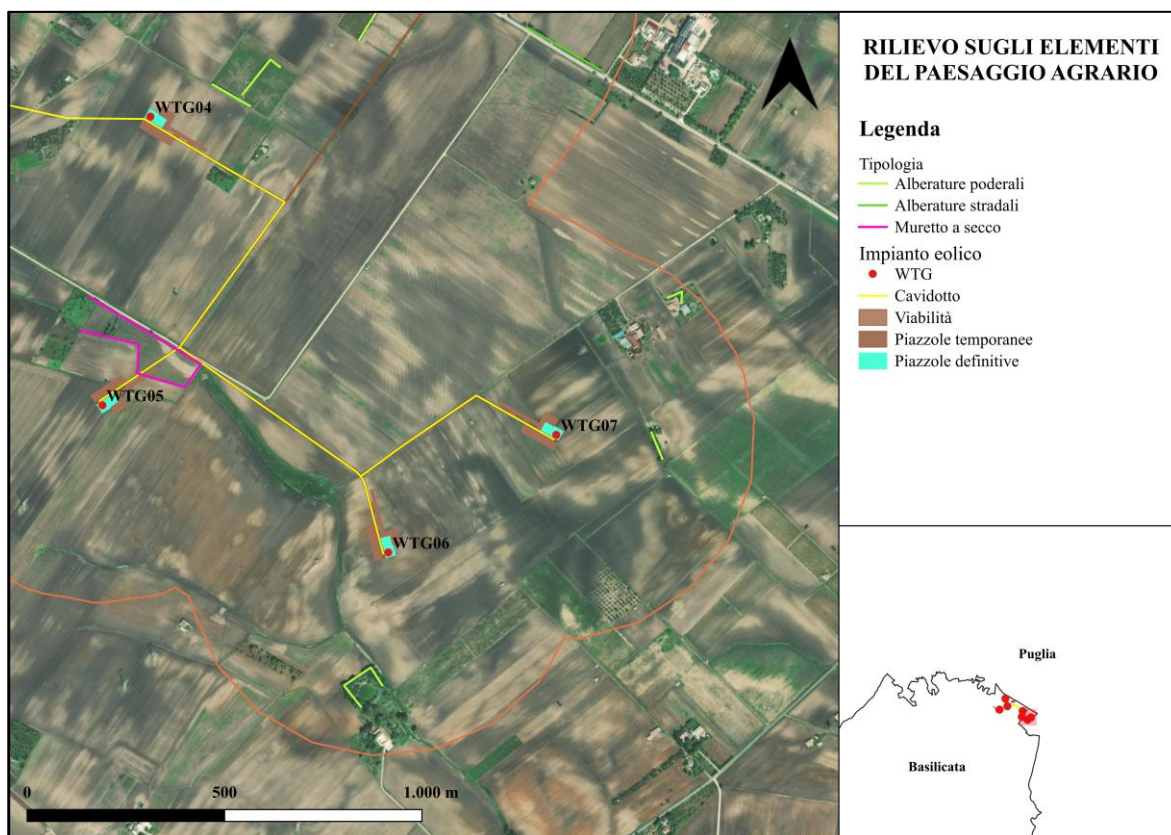 RILIEVO SUGLI ELEMENTI
DEL PAESAGGIO AGRARIO
Legenda
Tipologia
Alberature poderali
Alberature stradali
Muretto a secco
Impianto eolico
WTG
Cavidotto
Viabilità
Piazzole temporanee
Piazzole definitive
WTG04
WTG05
WTG07
WTG06
0
500
1.000 m
Puglia
Basilicata